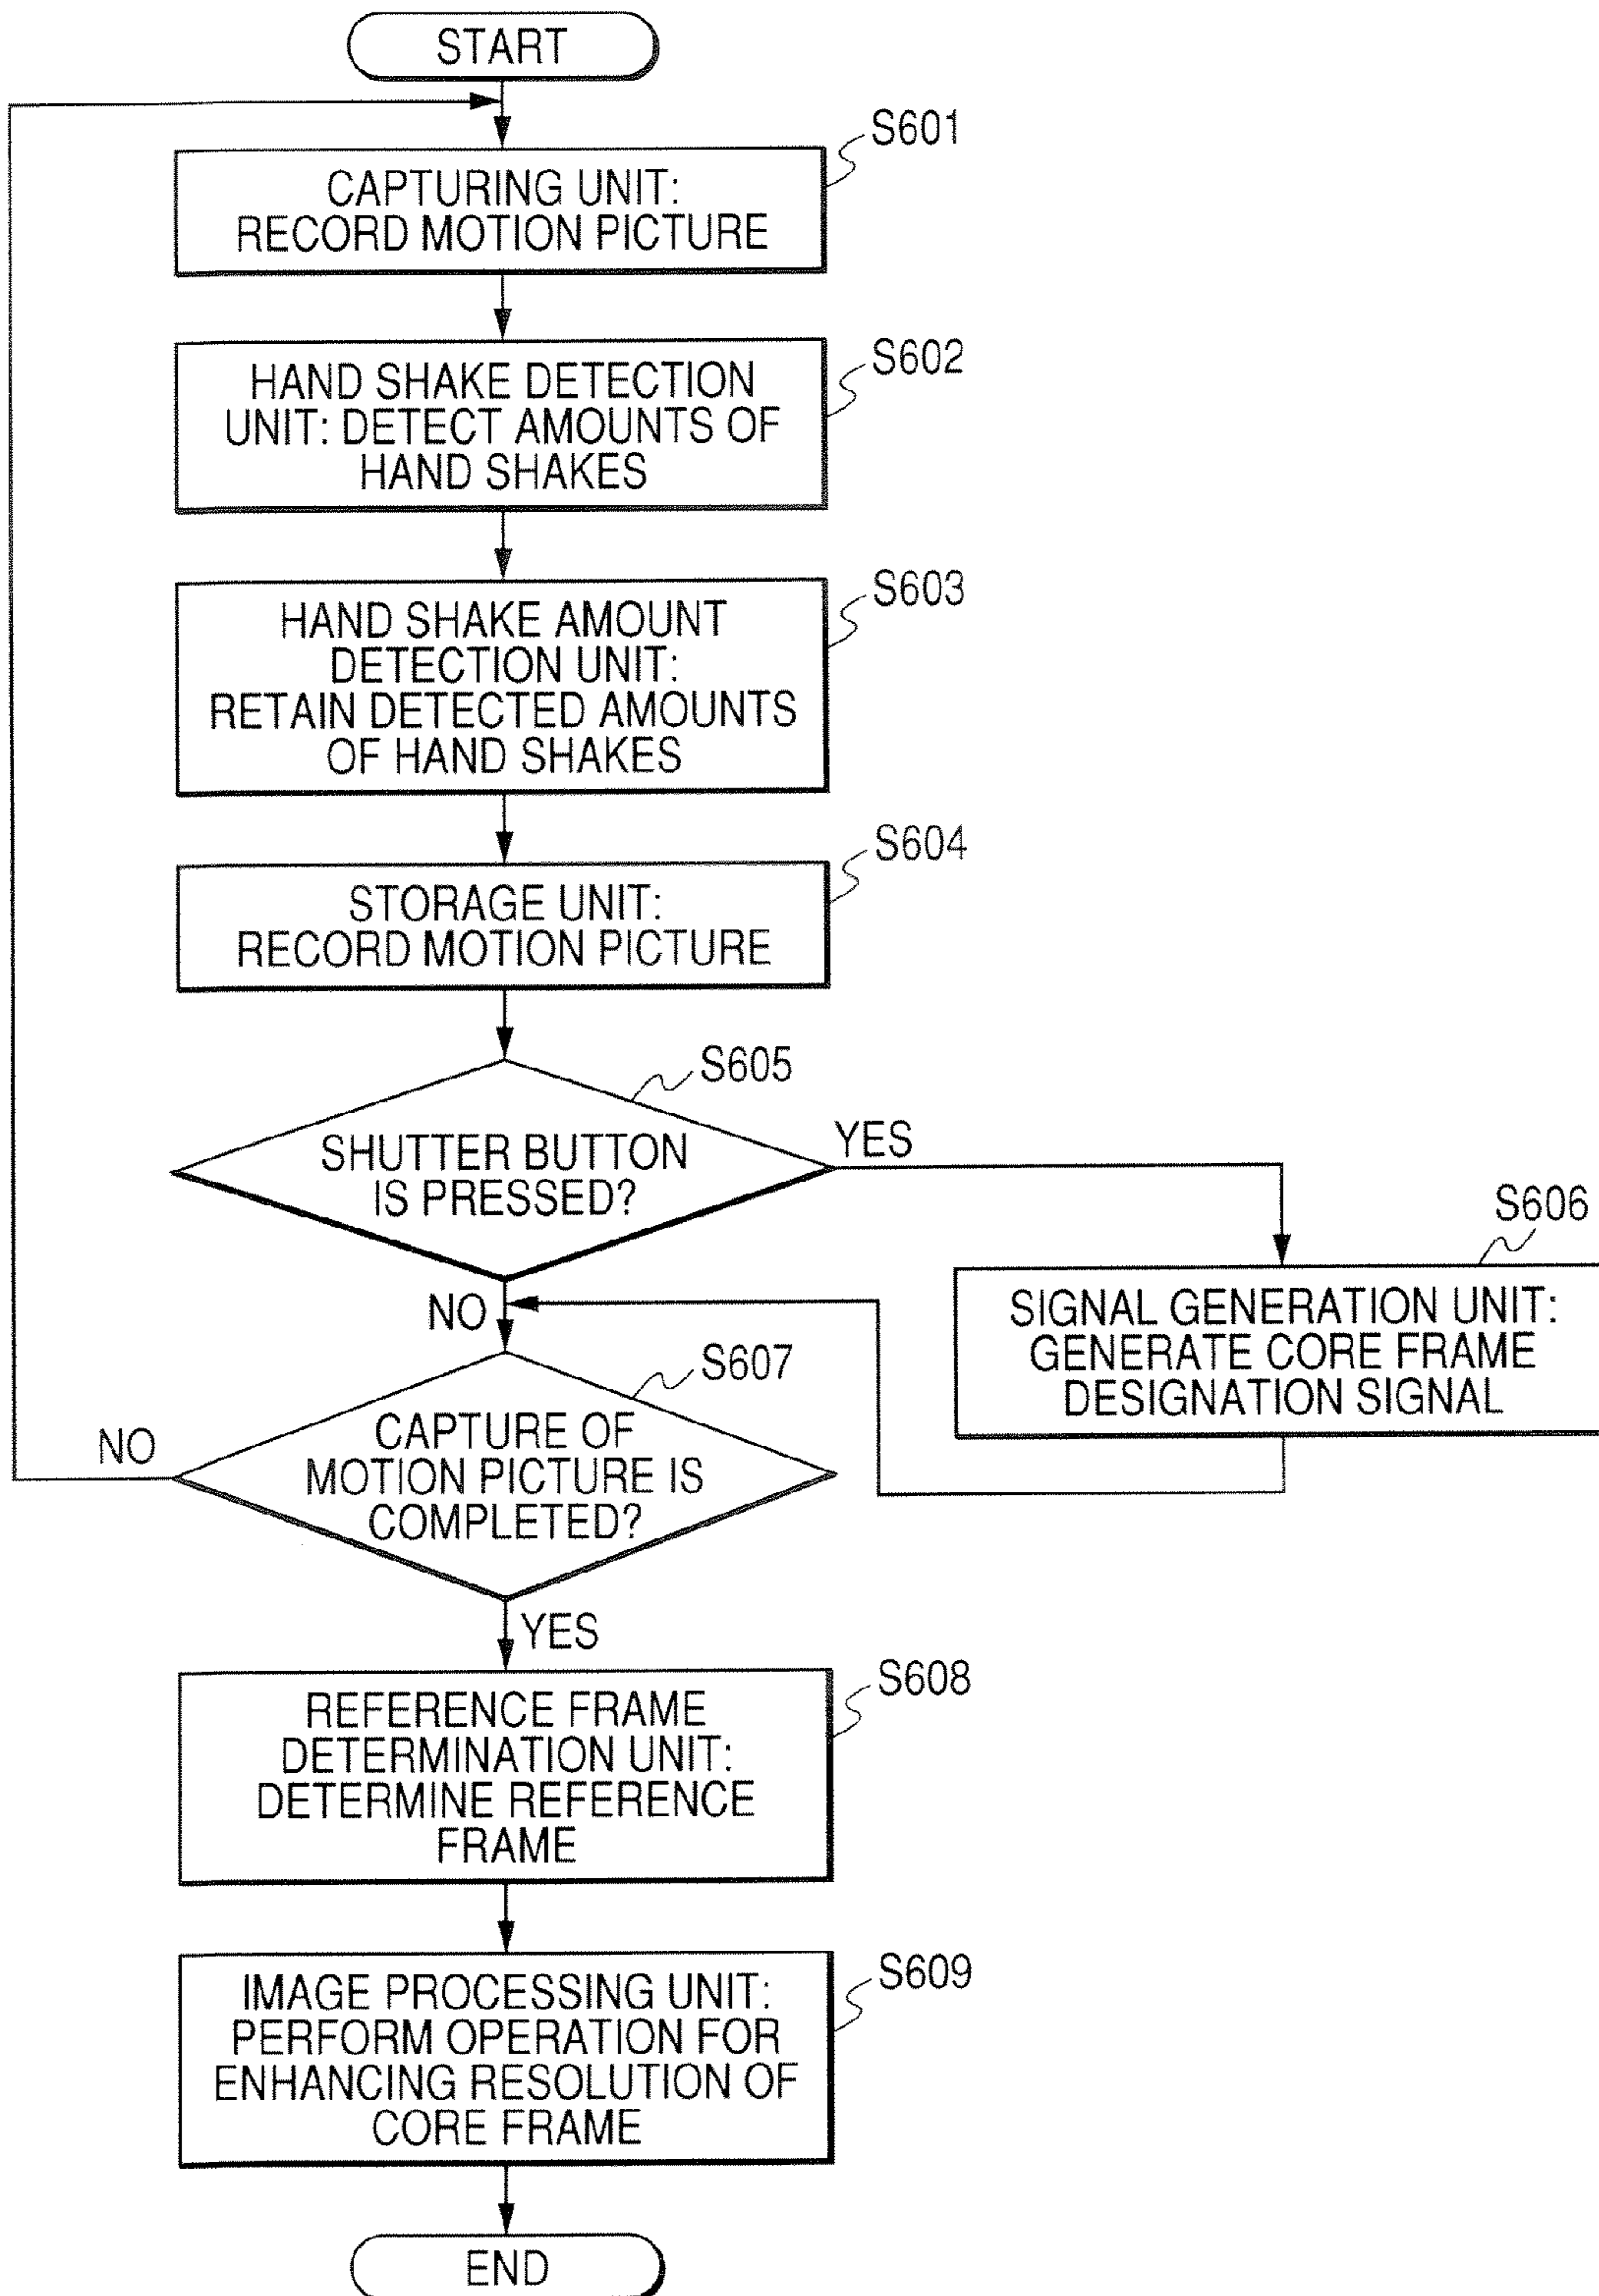 START
S601
CAPTURING UNIT:
RECORD MOTION PICTURE
S602
HAND SHAKE DETECTION
UNIT: DETECT AMOUNTS OF
HAND SHAKES
S603
HAND SHAKE AMOUNT
DETECTION UNIT:
RETAIN DETECTED AMOUNTS
OF HAND SHAKES
S604
STORAGE UNIT:
RECORD MOTION PICTURE
S605
SHUTTER BUTTON
IS PRESSED?
YES
S606
SIGNAL GENERATION UNIT:
GENERATE CORE FRAME
DESIGNATION SIGNAL
NO
S607
CAPTURE OF
MOTION PICTURE IS
COMPLETED?
NO
YES
S608
REFERENCE FRAME
DETERMINATION UNIT:
DETERMINE REFERENCE
FRAME
S609
IMAGE PROCESSING UNIT:
PERFORM OPERATION FOR
ENHANCING RESOLUTION OF
CORE FRAME
END